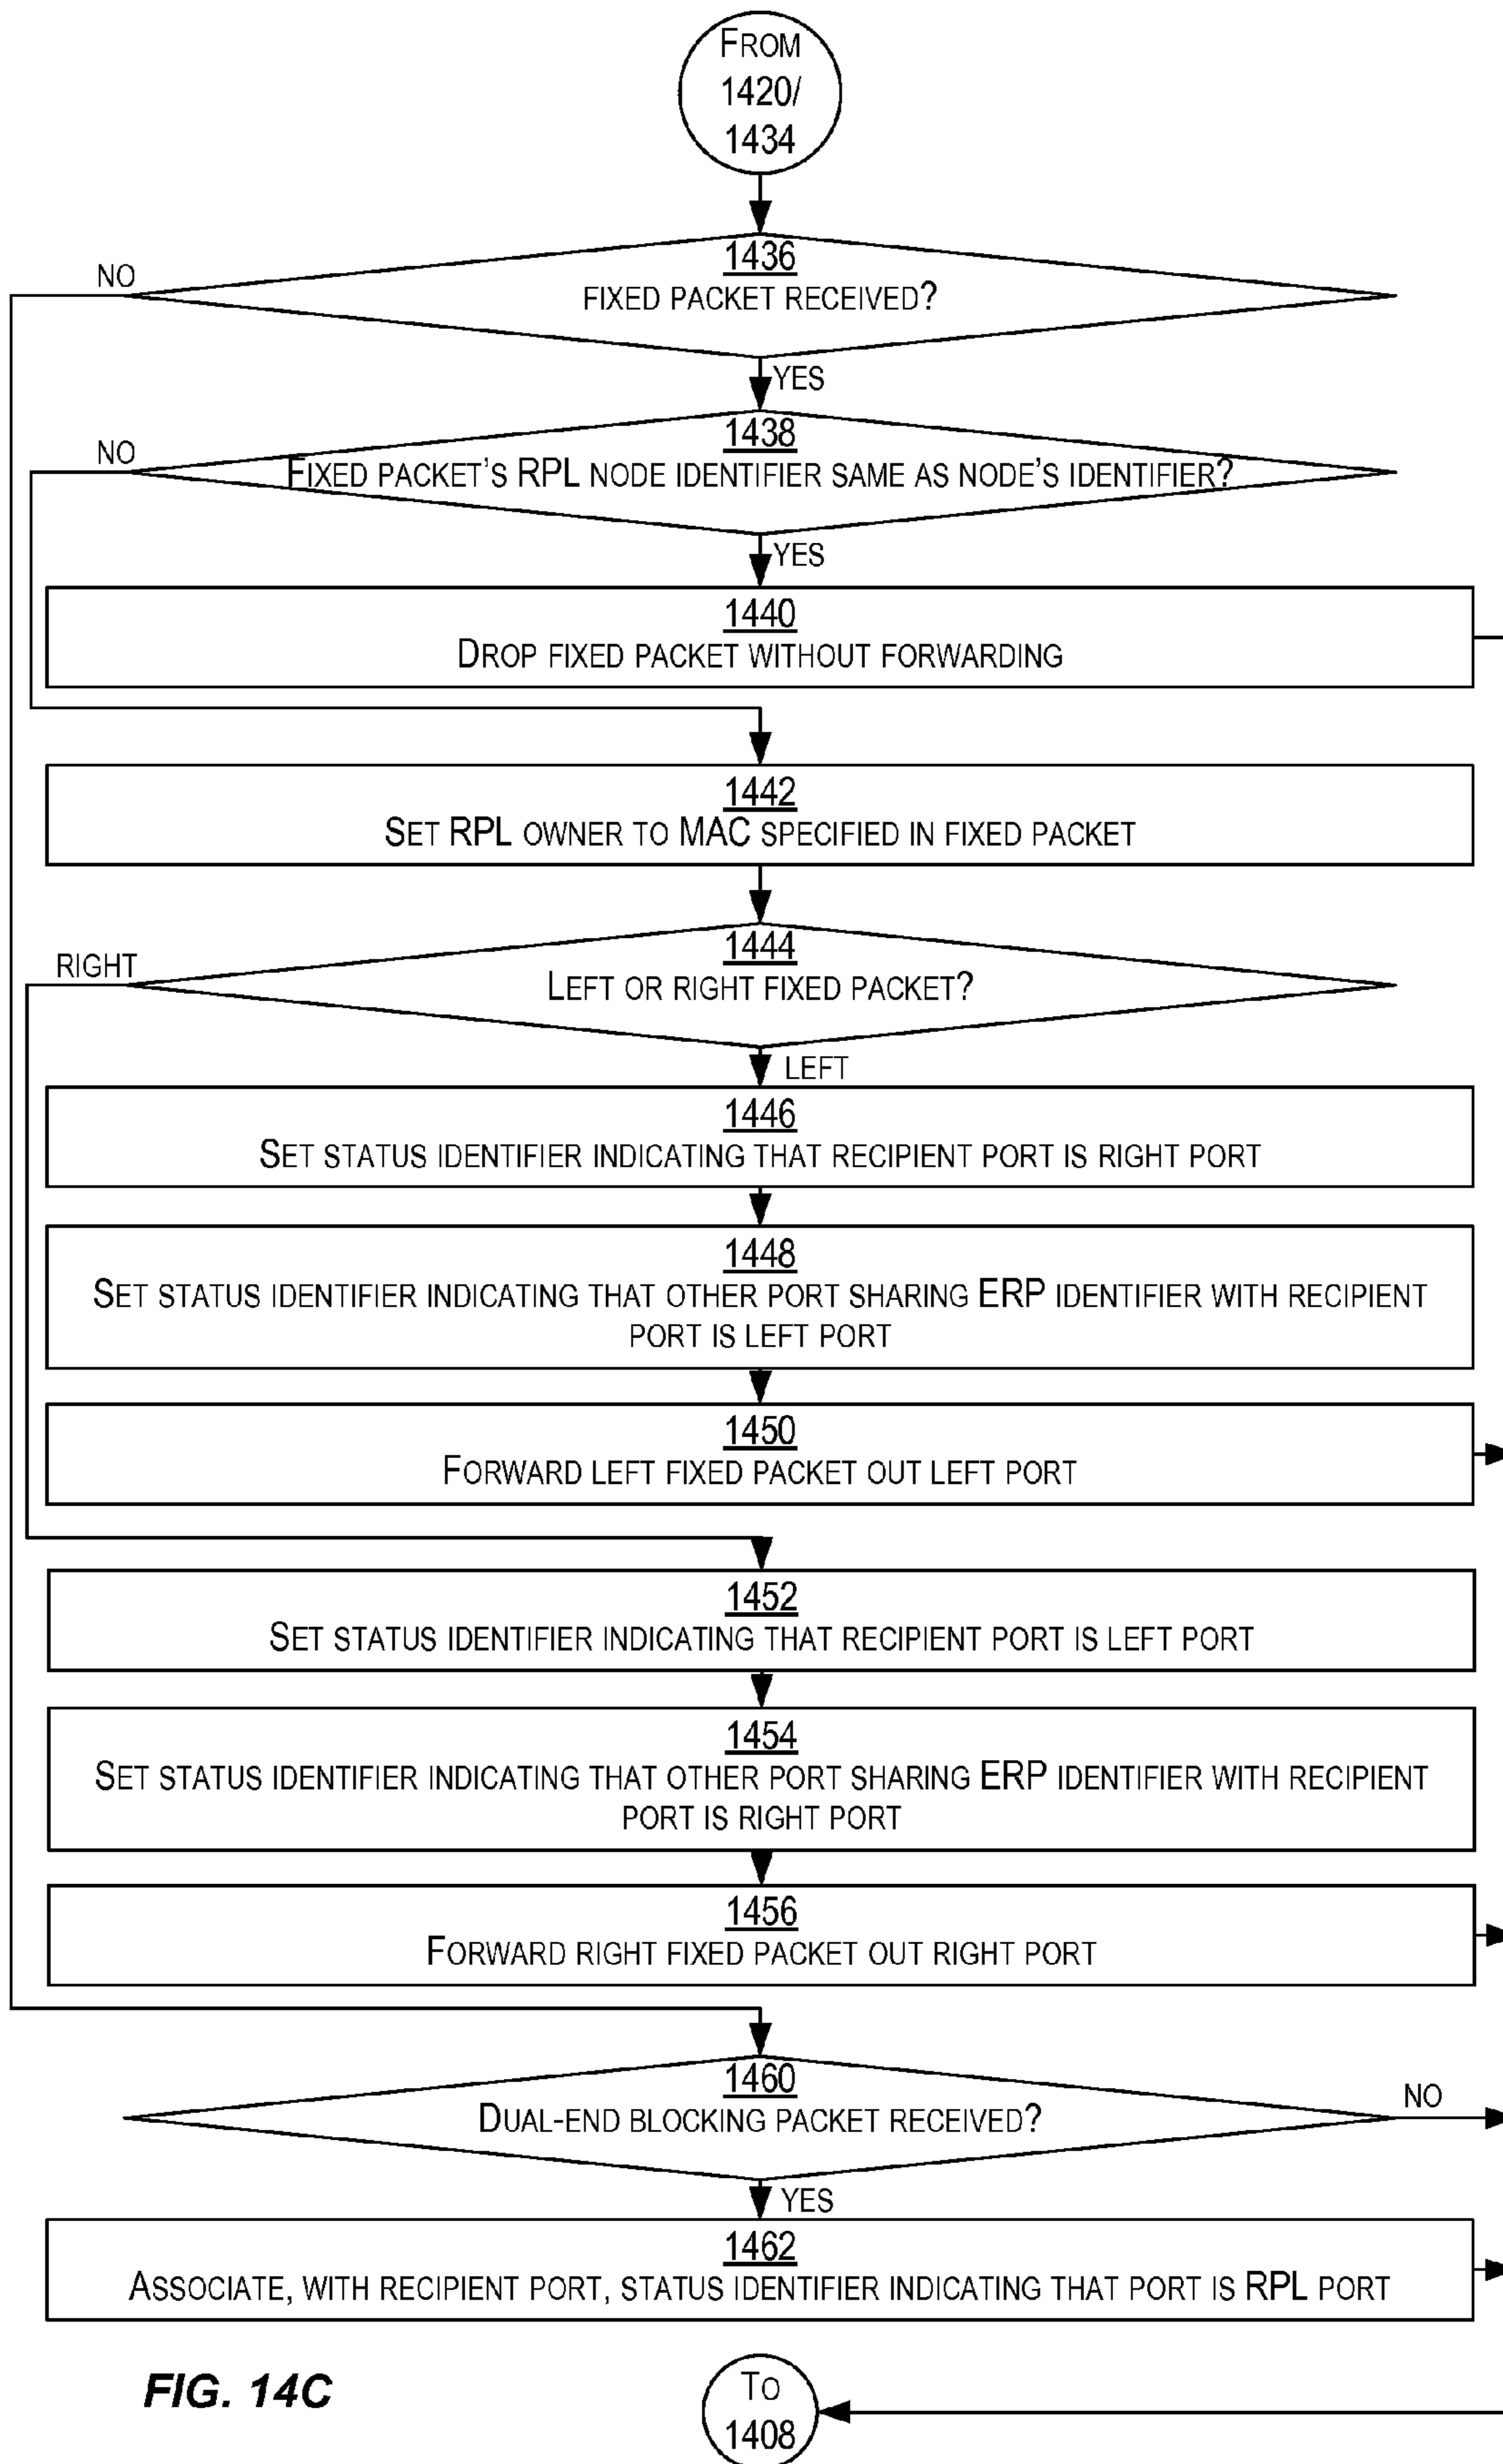 FROM
1420/
1434
1436
NO
FIXED PACKET RECEIVED?
YES
1438
NO
FIXED PACKET'S RPL NODE IDENTIFIER SAME AS NODE'S IDENTIFIER?
YES
1440
DROP FIXED PACKET WITHOUT FORWARDING
1442
SET RPL OWNER TO MAC SPECIFIED IN FIXED PACKET
1444
RIGHT
LEFT OR RIGHT FIXED PACKET?
LEFT
1446
SET STATUS IDENTIFIER INDICATING THAT RECIPIENT PORT IS RIGHT PORT
1448
SET STATUS IDENTIFIER INDICATING THAT OTHER PORT SHARING ERP IDENTIFIER WITH RECIPIENT
PORT IS LEFT PORT
1450
FORWARD LEFT FIXED PACKET OUT LEFT PORT
1452
SET STATUS IDENTIFIER INDICATING THAT RECIPIENT PORT IS LEFT PORT
1454
SET STATUS IDENTIFIER INDICATING THAT OTHER PORT SHARING ERP IDENTIFIER WITH RECIPIENT
PORT IS RIGHT PORT
1456
FORWARD RIGHT FIXED PACKET OUT RIGHT PORT
1460
NO
DUAL-END BLOCKING PACKET RECEIVED?
YES
1462
ASSOCIATE, WITH RECIPIENT PORT, STATUS IDENTIFIER INDICATING THAT PORT IS RPL PORT
FIG. 14C
TO
1408